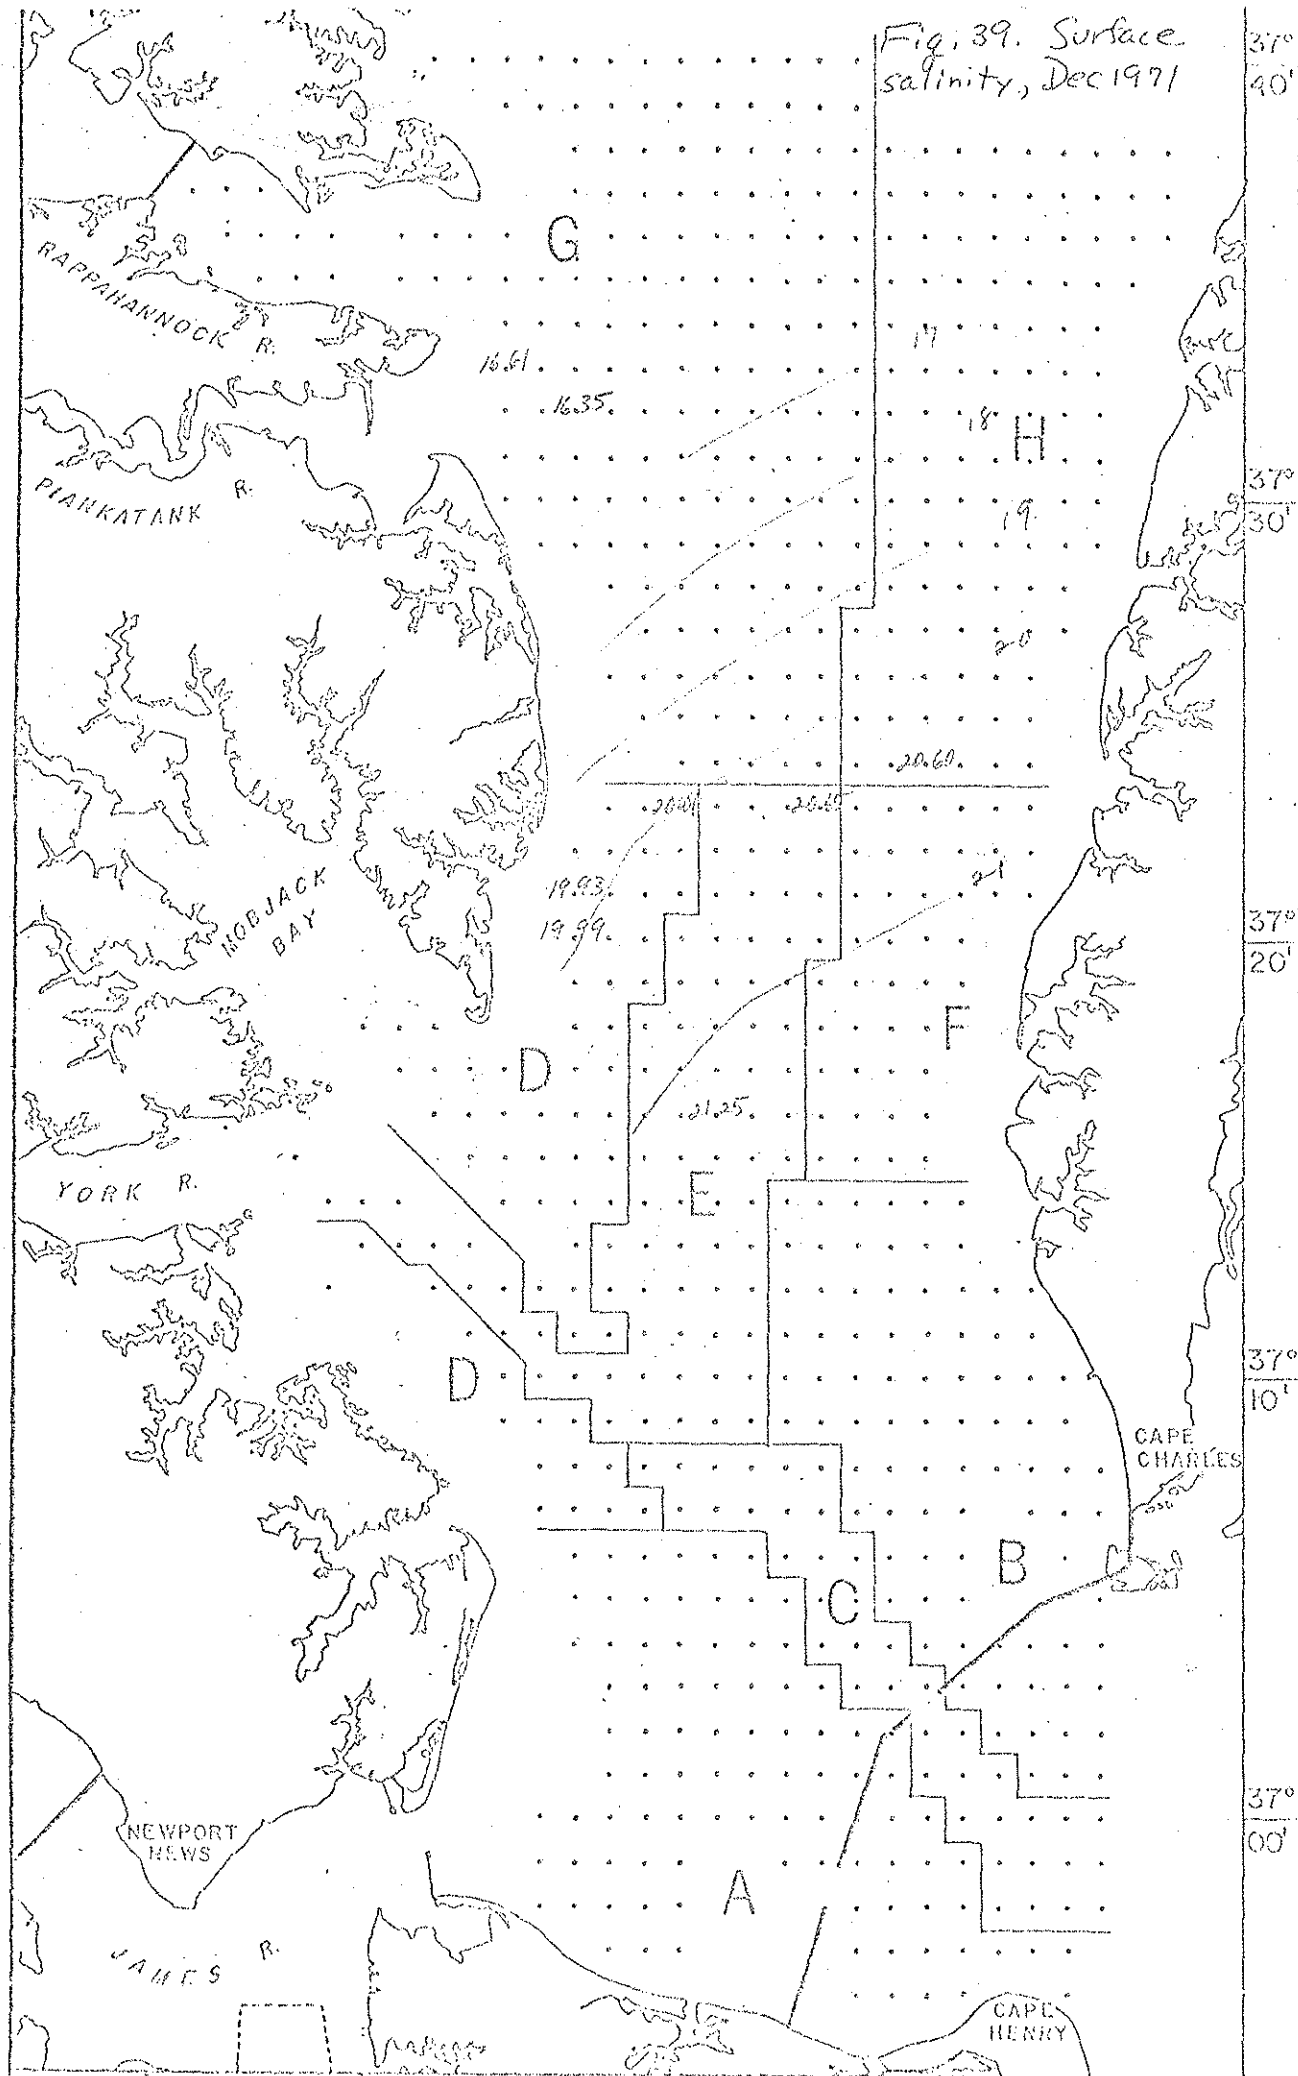 Fig. 39. Surface
salinity, Dec 1971
37°
40'
G
RAPPAHANNOCK R.
17
16.61
16.35
18
H
PIANKATANK R.
37°
30'
19
20
20.60
20.65
19.93
21
19.99
MOBJACK
BAY
37°
20'
F
D
21.25
YORK R.
E
D
37°
10'
CAPE
CHARLES
B
C
37°
00'
NEWPORT
NEWS
A
JAMES R.
CAPE
HENRY